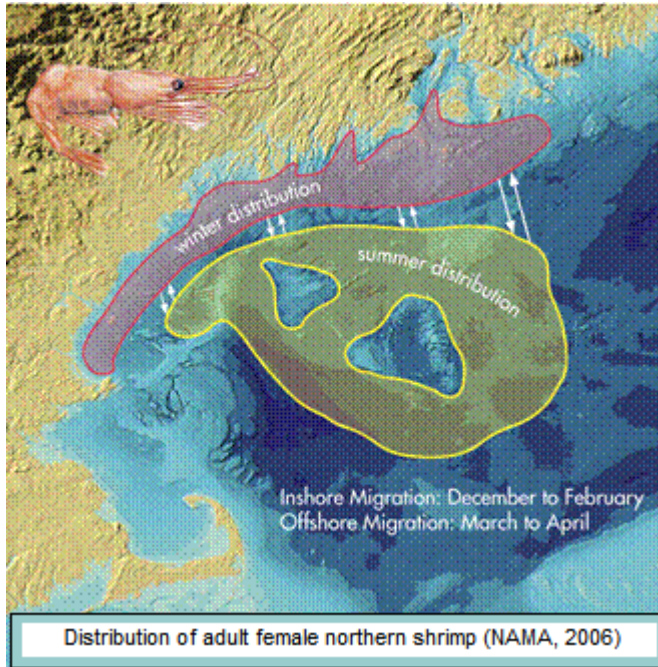 winter distribution
summer distribution
Inshore Migration: December to February
Offshore Migration: March to April
Distribution of adult female northern shrimp (NAMA, 2006)